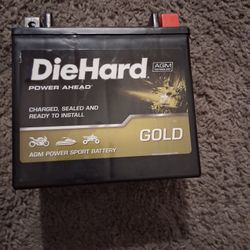 DieHard
AGM
POWER AHEAD
CHARGED, SEALED AND
READY TO INSTALL
GOLD
AGM POWER SPORT BATTERY